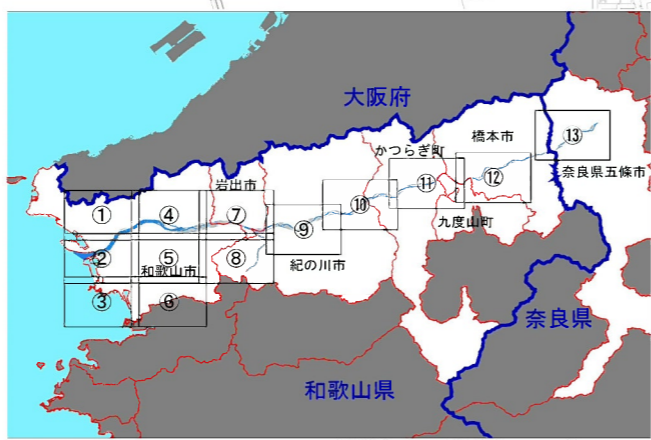 大阪府
橋本市
⑬
かつらぎ町
奈良県五條市
岩出市
⑫
⑪
⑩
九度山町
①
④
⑦
⑨
②
⑤
⑧
和歌山市
紀の川市
③
⑥
奈良県
和歌山県